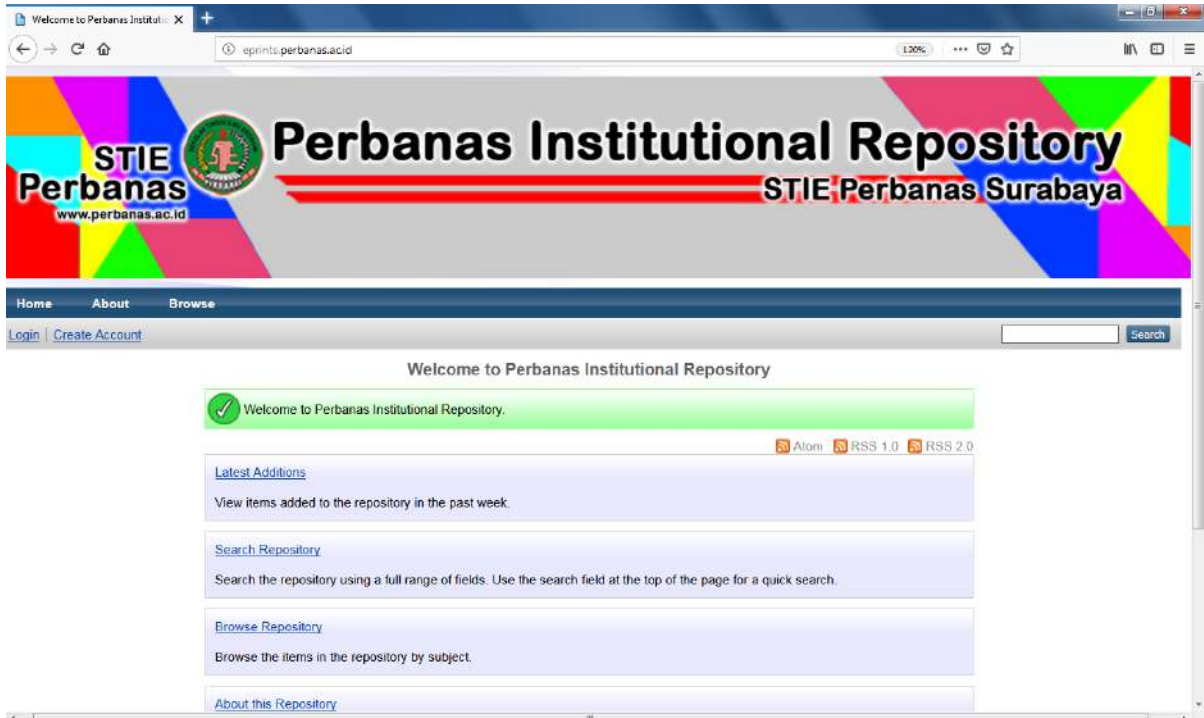 Welcome to Perbanas Institutio
eprints.perbanas.ac.id
120%
STIE
Perbanas
www.perbanas.ac.id
Perbanas Institutional Repository
STIE Perbanas Surabaya
Home About Browse
Login | Create Account
Search
Welcome to Perbanas Institutional Repository
Welcome to Perbanas Institutional Repository.
Atom RSS 1.0 RSS 2.0
Latest Additions
View items added to the repository in the past week.
Search Repository
Search the repository using a full range of fields. Use the search field at the top of the page for a quick search.
Browse Repository
Browse the items in the repository by subject.
About this Repository